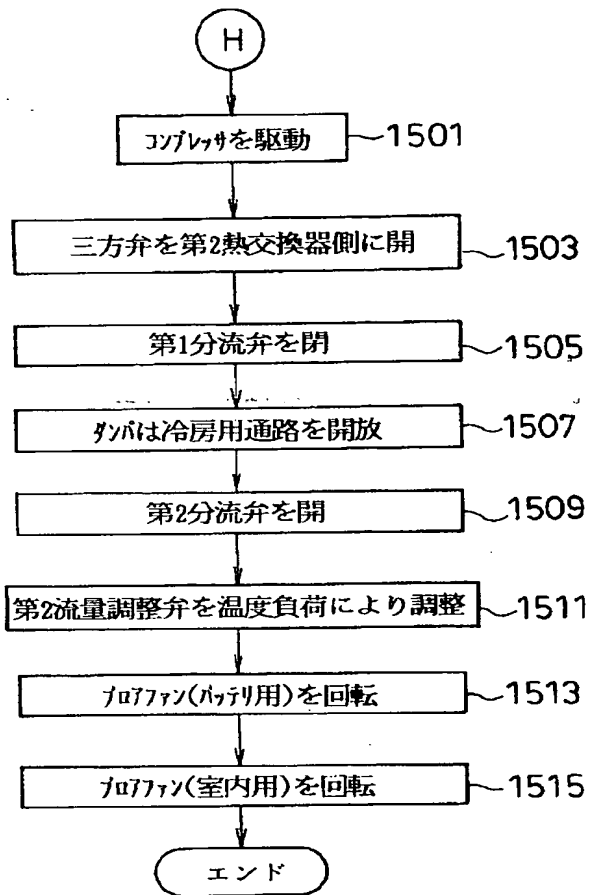 H
コンプレッサを駆動 1501
三方弁を第2熱交換器側に開 1503
第1分流弁を閉 1505
ダンパは冷房用通路を開放 1507
第2分流弁を開 1509
第2流量調整弁を温度負荷により調整 1511
ブロアファン(バッテリ用)を回転 1513
ブロアファン(室内用)を回転 1515
エンド